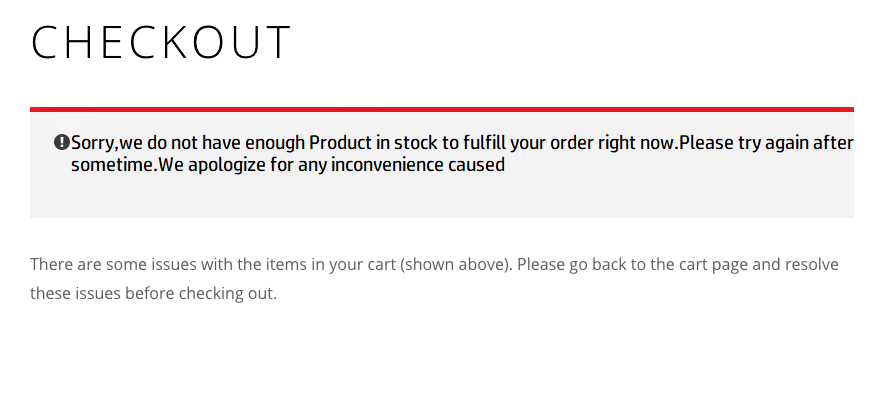 CHECKOUT
Sorry,we do not have enough Product in stock to fulfill your order right now.Please try again after
sometime.We apologize for any inconvenience caused
There are some issues with the items in your cart (shown above). Please go back to the cart page and resolve
these issues before checking out.